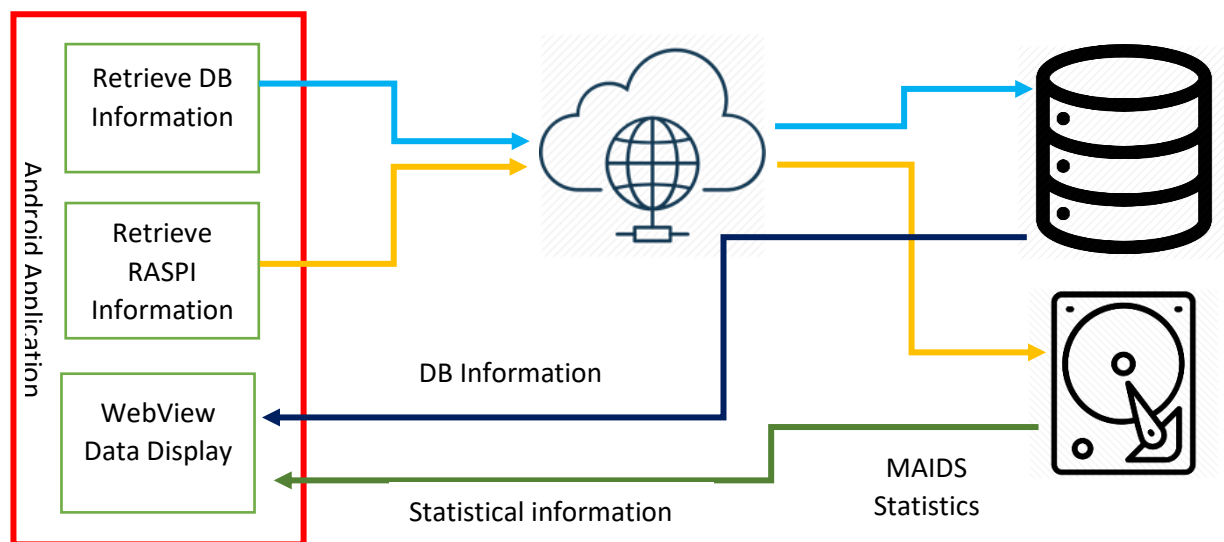 Android Application
Retrieve DB
Information
Retrieve
RASPI
Information
WebView
Data Display
DB Information
Statistical information
MAIDS
Statistics